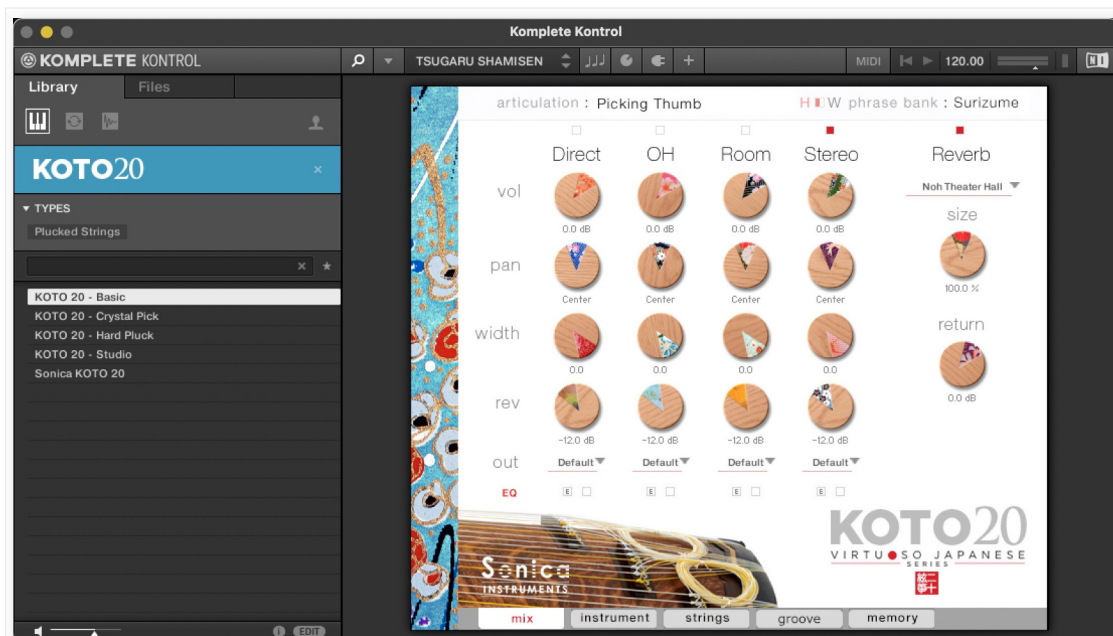 Komplete Kontrol
KOMPLETE KONTROL
TSUGARU SHAMISEN
MIDI
120.00
Library
Files
KOTO20
TYPES
Plucked Strings
KOTO 20 - Basic
KOTO 20 - Crystal Pick
KOTO 20 - Hard Pluck
KOTO 20 - Studio
Sonica KOTO 20
EDIT
articulation : Picking Thumb
H W phrase bank : Surizume
Direct OH Room Stereo Reverb
Noh Theater Hall
vol
0.0 dB 0.0 dB 0.0 dB 0.0 dB
size
100.0 %
pan
Center Center Center Center
return
0.0 dB
width
0.0 0.0 0.0 0.0
rev
-12.0 dB -12.0 dB -12.0 dB -12.0 dB
out Default Default Default Default
EQ E E E E
Sonica
INSTRUMENTS
KOTO20
VIRTUOSO JAPANESE
SERIES
二十
絃箏
mix instrument strings groove memory